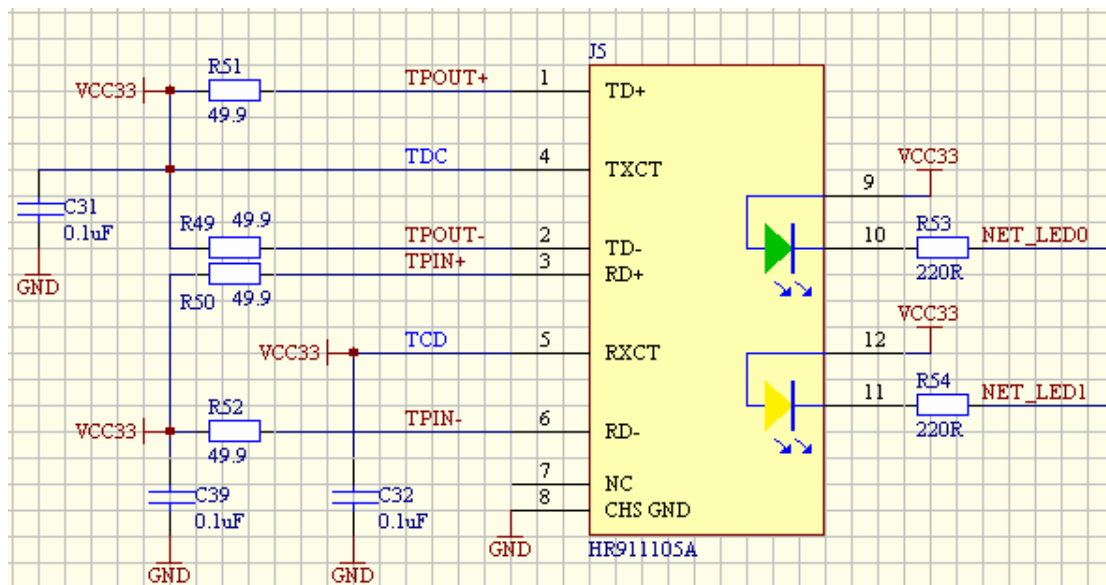 J5
R51
VCC33
49.9
TPOUT+
1
TD+
TDC
4
TXCT
VCC33
9
C31
0.1uF
GND
R49
49.9
TPOUT-
2
TD-
10
R53
NET_LED0
220R
TPIN+
3
RD+
R50
49.9
VCC33
VCC33
TCD
5
RXCT
12
R52
VCC33
49.9
TPIN-
6
RD-
11
R54
NET_LED1
220R
7
NC
C39
0.1uF
C32
0.1uF
8
CHS GND
GND
GND
GND
HR911105A